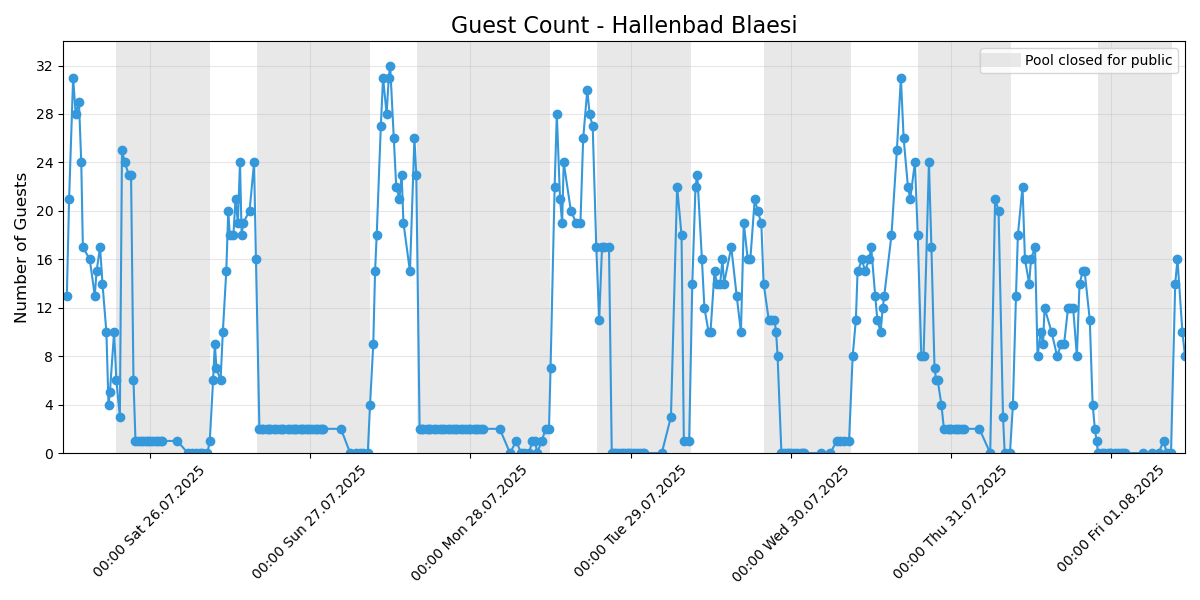 Guest Count - Hallenbad Blaesi
Pool closed for public
Number of Guests
32
28
24
20
16
12
8
4
0
00:00 Sat 26.07.2025
00:00 Sun 27.07.2025
00:00 Mon 28.07.2025
00:00 Tue 29.07.2025
00:00 Wed 30.07.2025
00:00 Thu 31.07.2025
00:00 Fri 01.08.2025